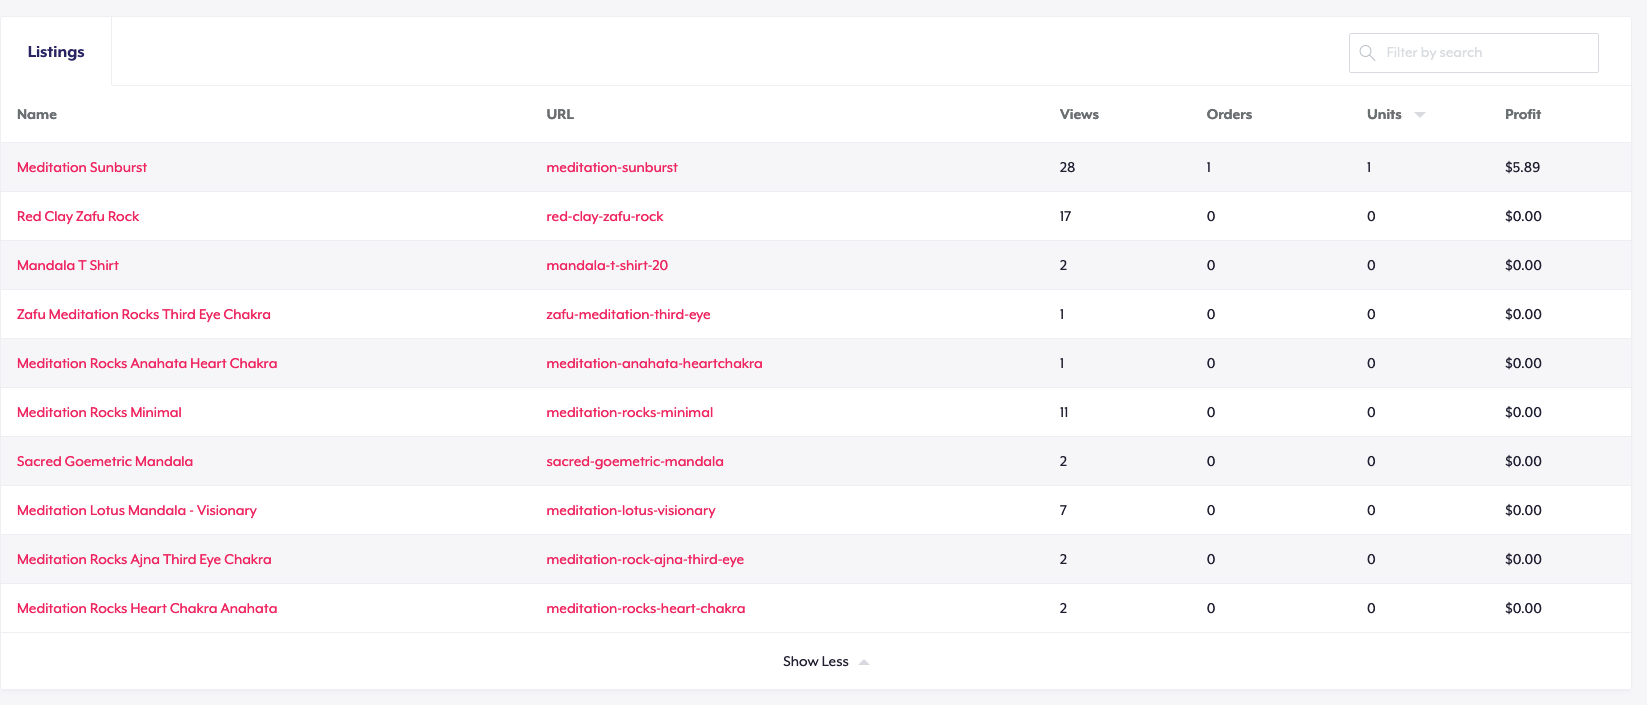 Listings
Filter by search
Name URL Views Orders Units Profit
Meditation Sunburst meditation-sunburst 28 1 1 $5.89
Red Clay Zafu Rock red-clay-zafu-rock 17 0 0 $0.00
Mandala T Shirt mandala-t-shirt-20 2 0 0 $0.00
Zafu Meditation Rocks Third Eye Chakra zafu-meditation-third-eye 1 0 0 $0.00
Meditation Rocks Anahata Heart Chakra meditation-anahata-heartchakra 1 0 0 $0.00
Meditation Rocks Minimal meditation-rocks-minimal 11 0 0 $0.00
Sacred Goemetric Mandala sacred-goemetric-mandala 2 0 0 $0.00
Meditation Lotus Mandala - Visionary meditation-lotus-visionary 7 0 0 $0.00
Meditation Rocks Ajna Third Eye Chakra meditation-rock-ajna-third-eye 2 0 0 $0.00
Meditation Rocks Heart Chakra Anahata meditation-rocks-heart-chakra 2 0 0 $0.00
Show Less